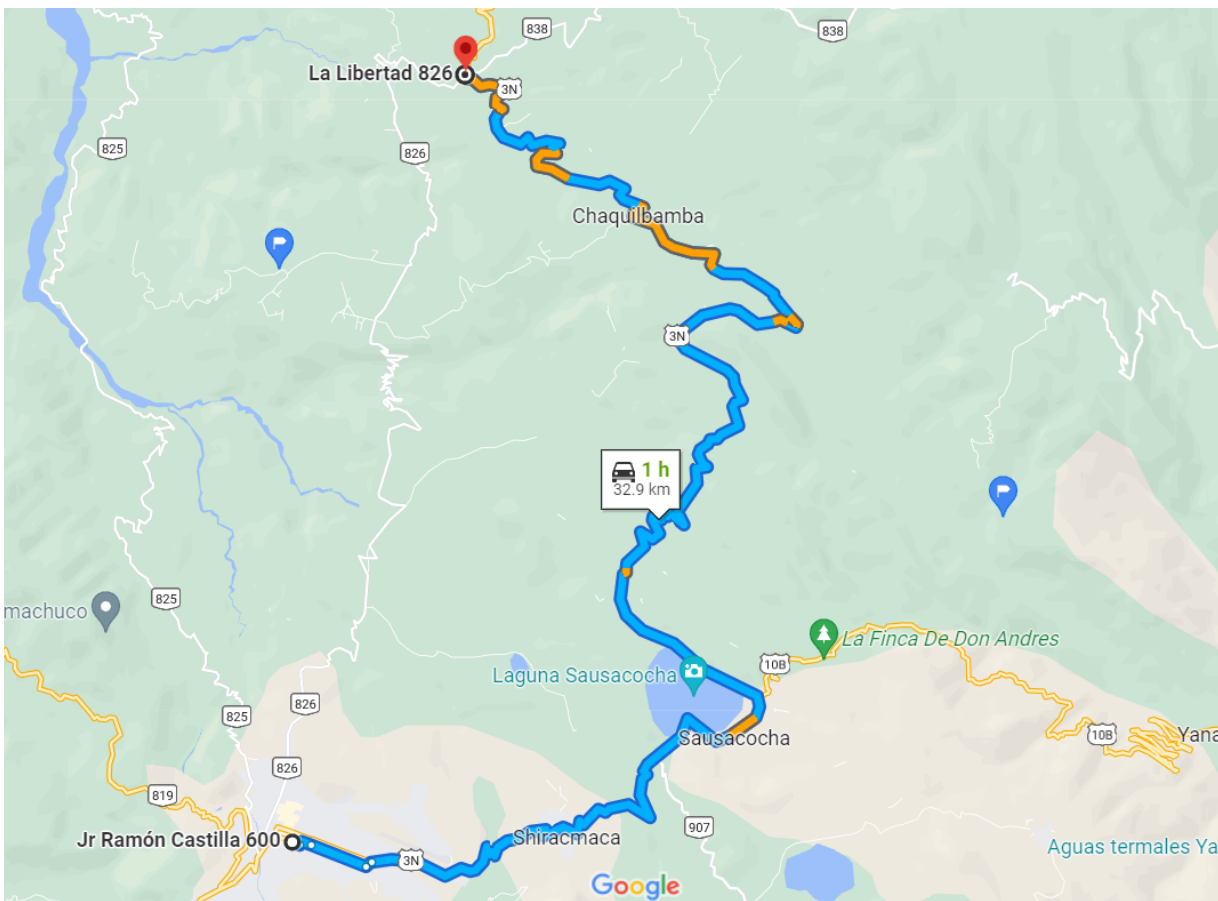 838
838
La Libertad 826
3N
825
826
Chaquilbamba
3N
1 h
32.9 km
machuco
825
La Finca De Don Andres
10B
Laguna Sausacocha
826
825
Sausacocha
10B
Yana
826
819
907
Shiracmaca
Jr Ramón Castilla 600
3N
Aguas termales Ya
Google